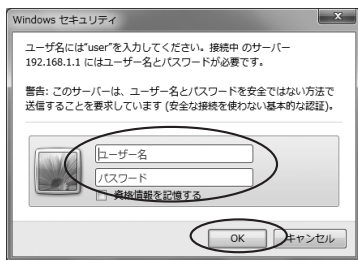 Windows セキュリティ
ユーザ名には"user"を入力してください。接続中 のサーバー
192.168.1.1 にはユーザー名とパスワードが必要です。
警告: このサーバーは、ユーザー名とパスワードを安全ではない方法で
送信することを要求しています (安全な接続を使わない基本的な認証)。
ユーザー名
パスワード
資格情報を記憶する
OK
キャンセル